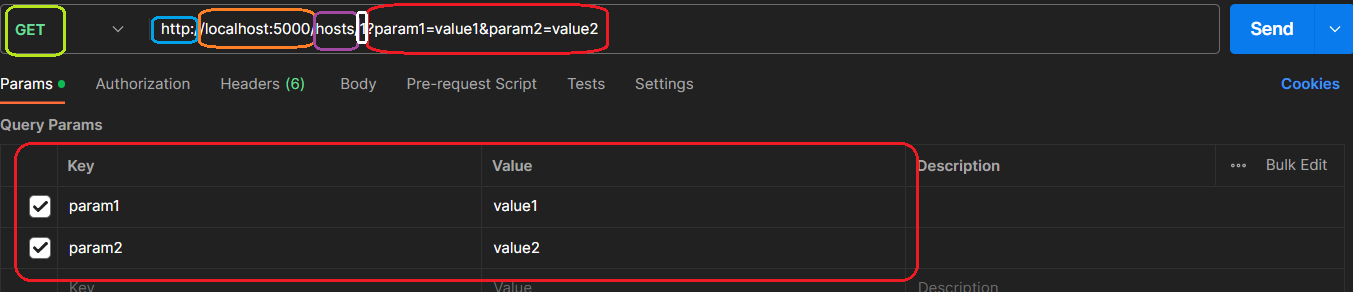 GET http://localhost:5000/hosts/1?param1=value1&param2=value2 Send
Params Authorization Headers (6) Body Pre-request Script Tests Settings Cookies
Query Params
Key Value Description Bulk Edit
param1 value1
param2 value2
Key Value Description